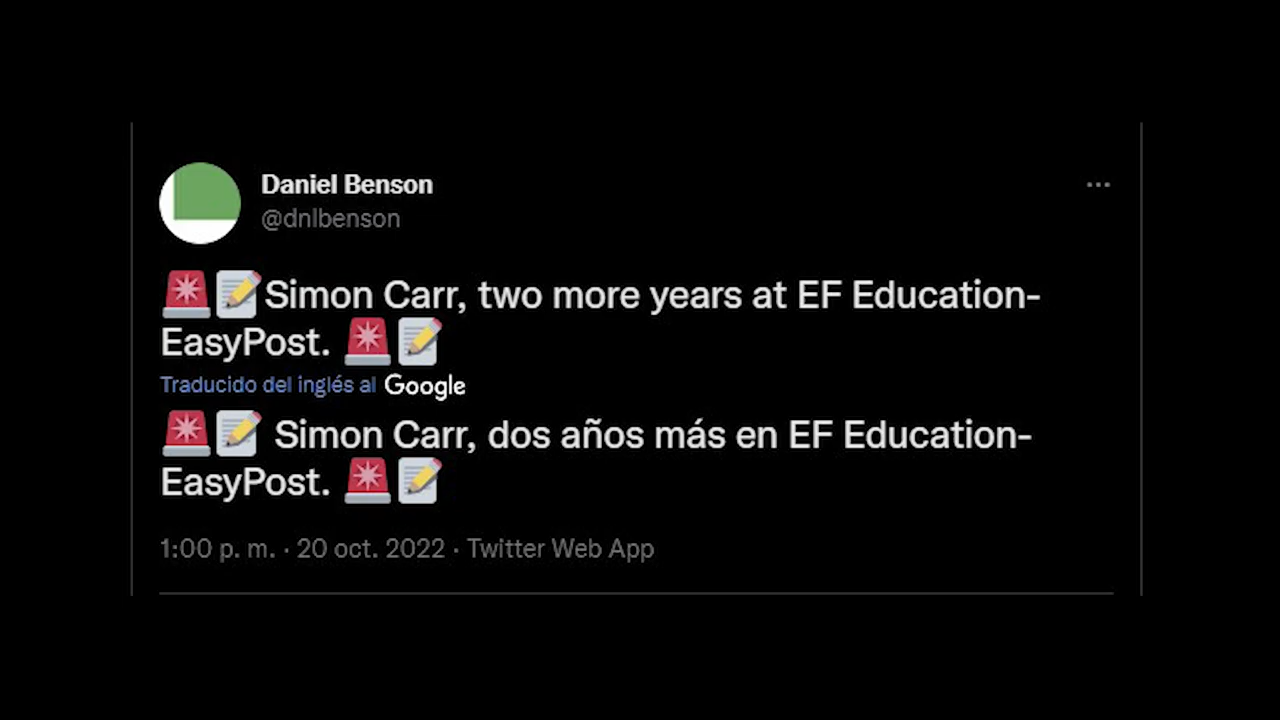 Daniel Benson
@dnlbenson
🚨📝Simon Carr, two more years at EF Education-
EasyPost. 🚨📝
Traducido del inglés al Google
🚨📝 Simon Carr, dos años más en EF Education-
EasyPost. 🚨📝
1:00 p. m. · 20 oct. 2022 · Twitter Web App